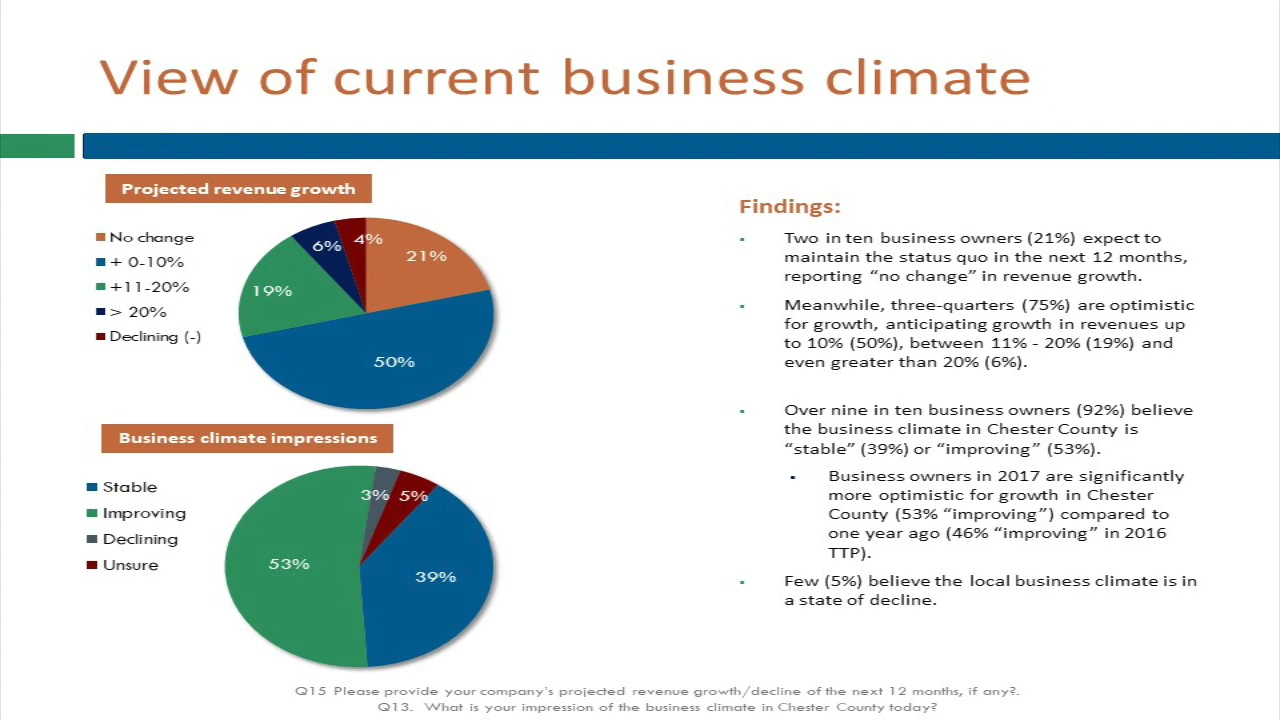 View of current business climate
Projected revenue growth
No change
+ 0-10%
+11-20%
> 20%
Declining (-)
6%
4%
21%
19%
50%
Business climate impressions
Stable
Improving
Declining
Unsure
3%
5%
53%
39%
Findings:
Two in ten business owners (21%) expect to
maintain the status quo in the next 12 months,
reporting “no change” in revenue growth.
Meanwhile, three-quarters (75%) are optimistic
for growth, anticipating growth in revenues up
to 10% (50%), between 11% - 20% (19%) and
even greater than 20% (6%).
Over nine in ten business owners (92%) believe
the business climate in Chester County is
“stable” (39%) or “improving” (53%).
Business owners in 2017 are significantly
more optimistic for growth in Chester
County (53% “improving”) compared to
one year ago (46% “improving” in 2016
TTP).
Few (5%) believe the local business climate is in
a state of decline.
Q15 Please provide your company’s projected revenue growth/decline of the next 12 months, if any?.
Q13. What is your impression of the business climate in Chester County today?